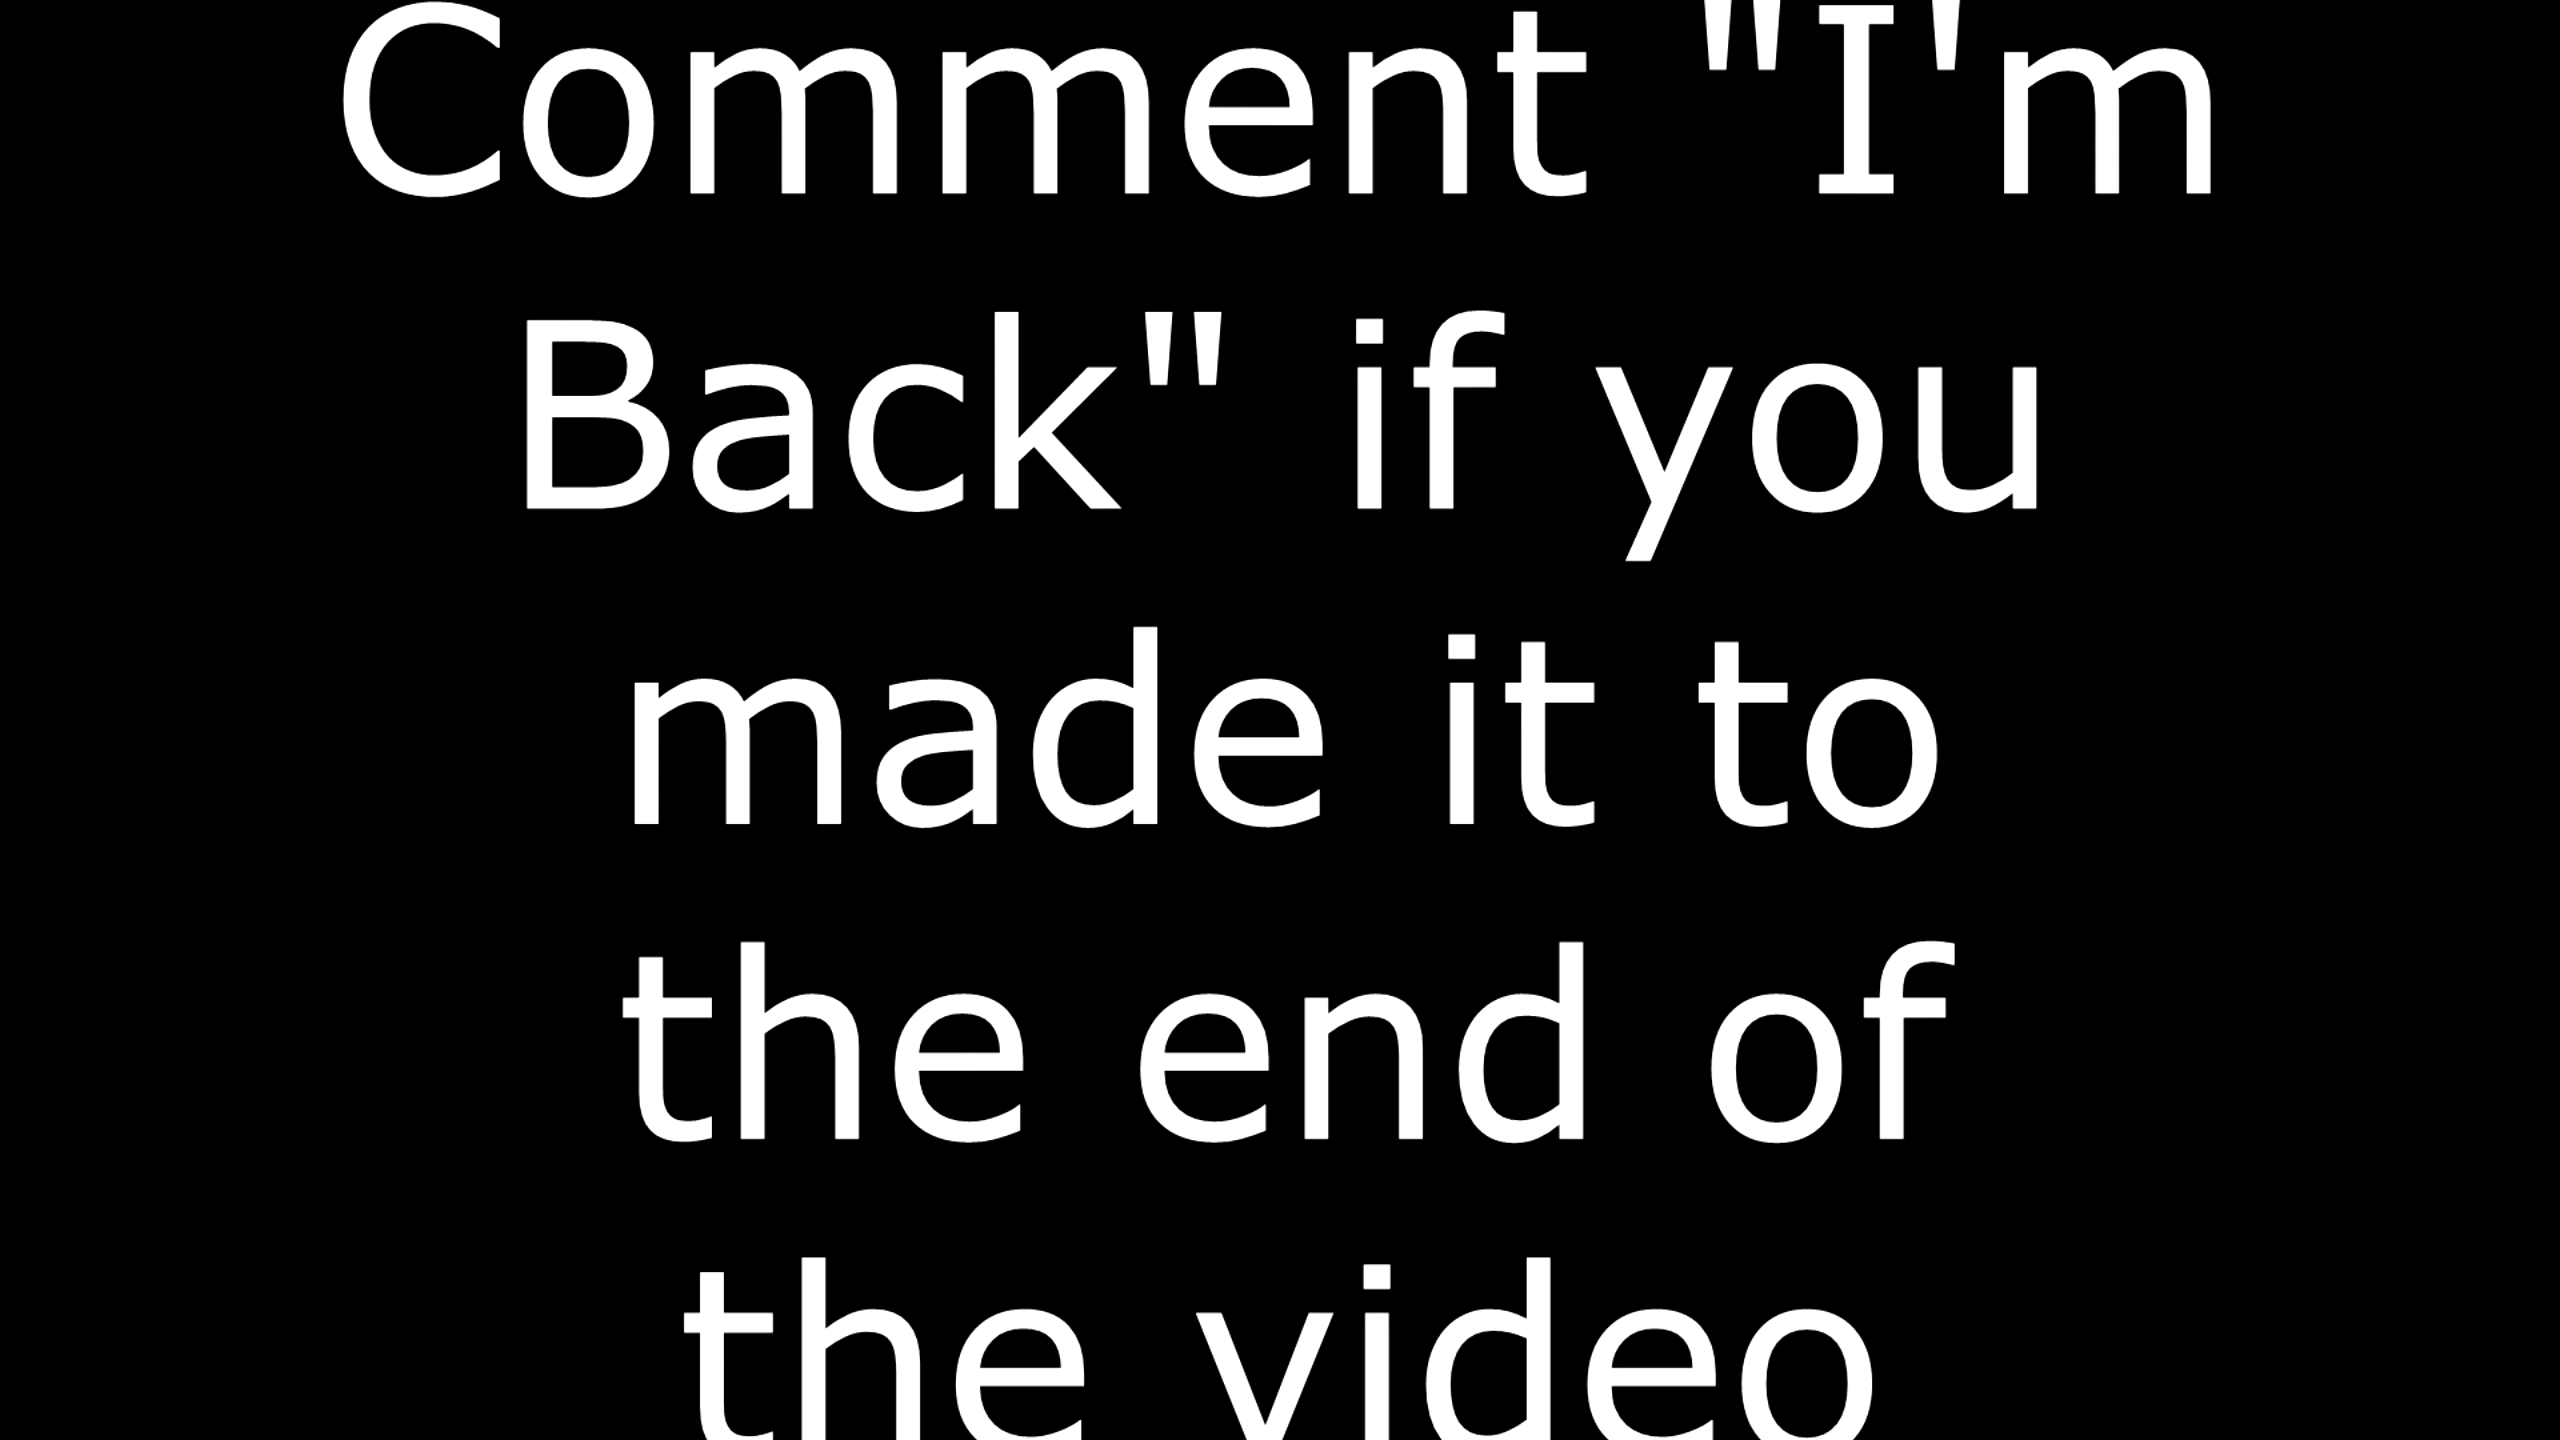 Comment "I'm
Back" if you
made it to
the end of
the video